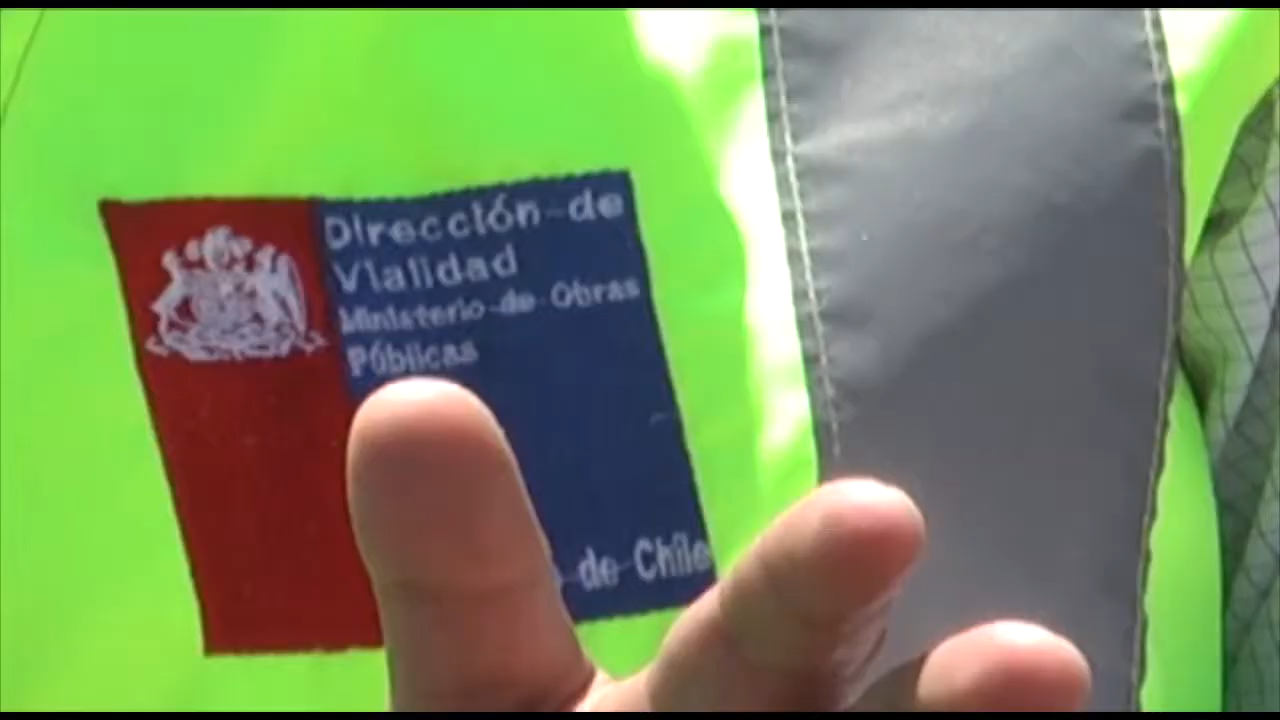 Dirección de
Vialidad
Ministerio de Obras
Públicas
de Chile